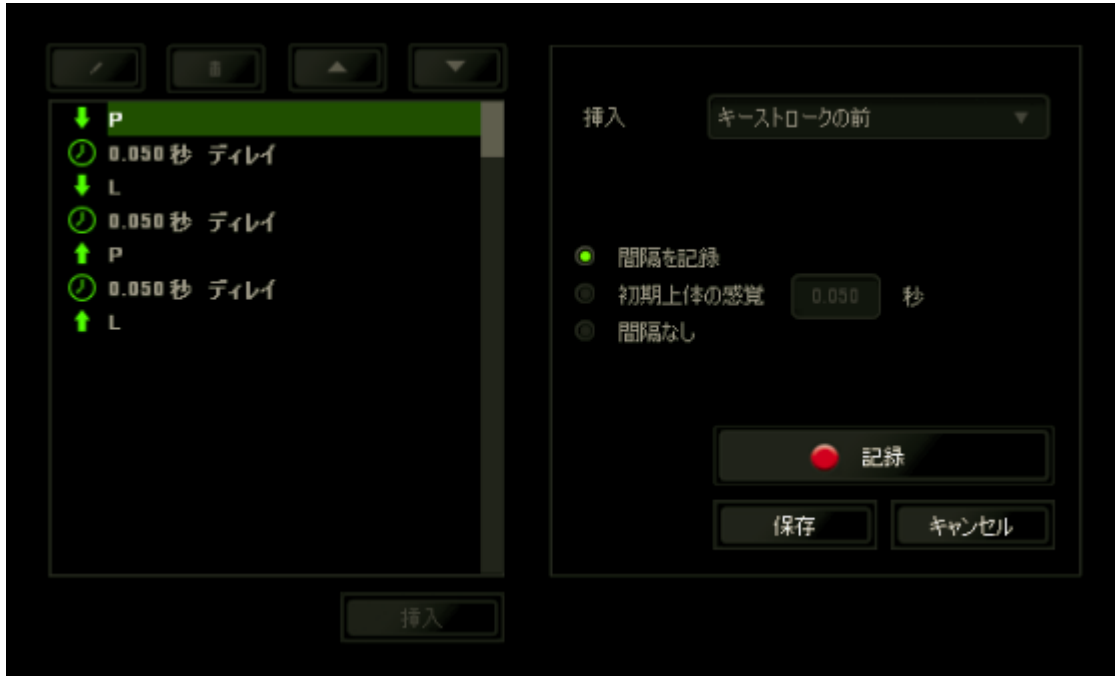 P
0.050 秒 ディレイ
L
0.050 秒 ディレイ
P
0.050 秒 ディレイ
L
挿入
挿入 キーストロークの前
間隔を記録
初期上体の感覚 0.050 秒
間隔なし
記録
保存 キャンセル